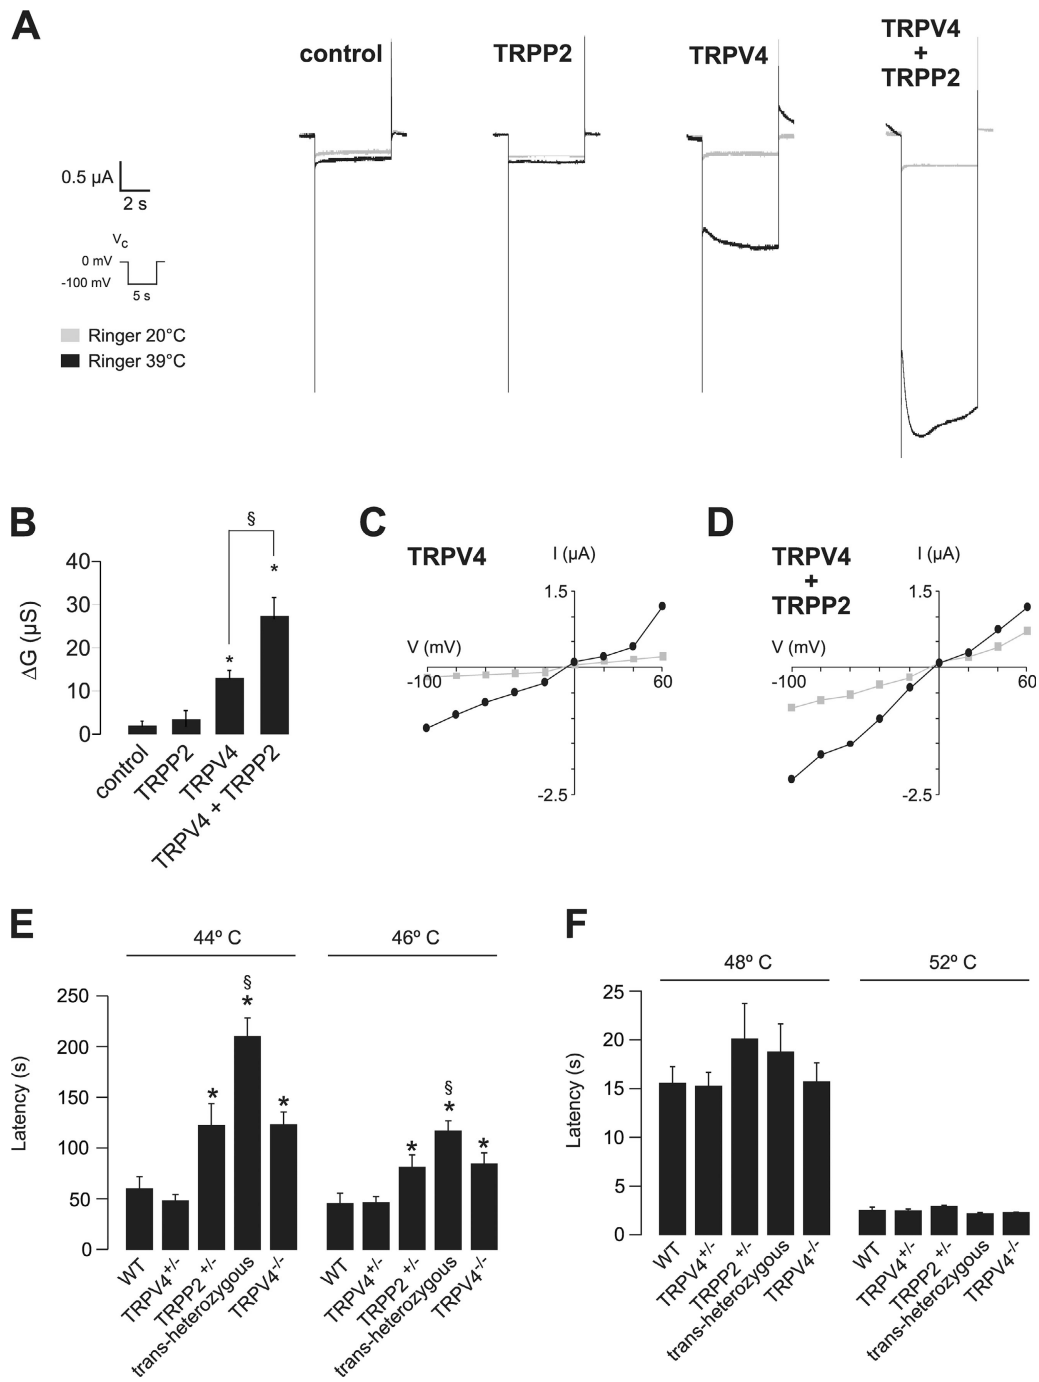 A
control
TRPP2
TRPV4
TRPV4
+
TRPP2
0.5 µA
2 s
Vc
0 mV
-100 mV
5 s
Ringer 20°C
Ringer 39°C
B
§
ΔG (µS)
40
30
20
10
0
*
*
control
TRPP2
TRPV4
TRPV4 + TRPP2
C
TRPV4
I (µA)
1.5
V (mV)
-100
60
-2.5
D
TRPV4
+
TRPP2
I (µA)
1.5
V (mV)
-100
60
-2.5
E
44º C
46º C
Latency (s)
250
200
150
100
50
0
*
§
*
*
*
§
*
*
WT
TRPV4+/-
TRPP2 +/-
trans-heterozygous
TRPV4-/-
WT
TRPV4+/-
TRPP2 +/-
trans-heterozygous
TRPV4-/-
F
48º C
52º C
Latency (s)
25
20
15
10
5
0
WT
TRPV4+/-
TRPP2 +/-
trans-heterozygous
TRPV4-/-
WT
TRPV4+/-
TRPP2 +/-
trans-heterozygous
TRPV4-/-